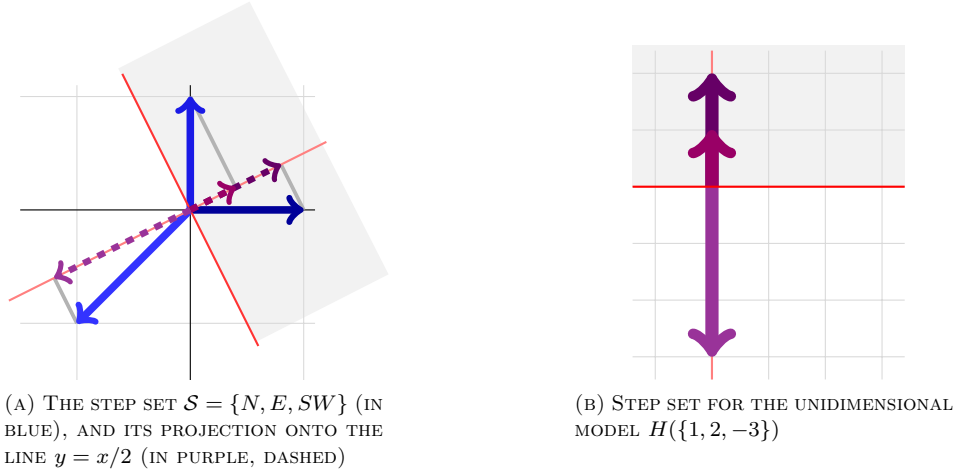 (A) The step set $\mathcal{S} = \{N, E, SW\}$ (in
blue), and its projection onto the
line $y = x/2$ (in purple, dashed)
(B) Step set for the unidimensional
model $H(\{1, 2, -3\})$